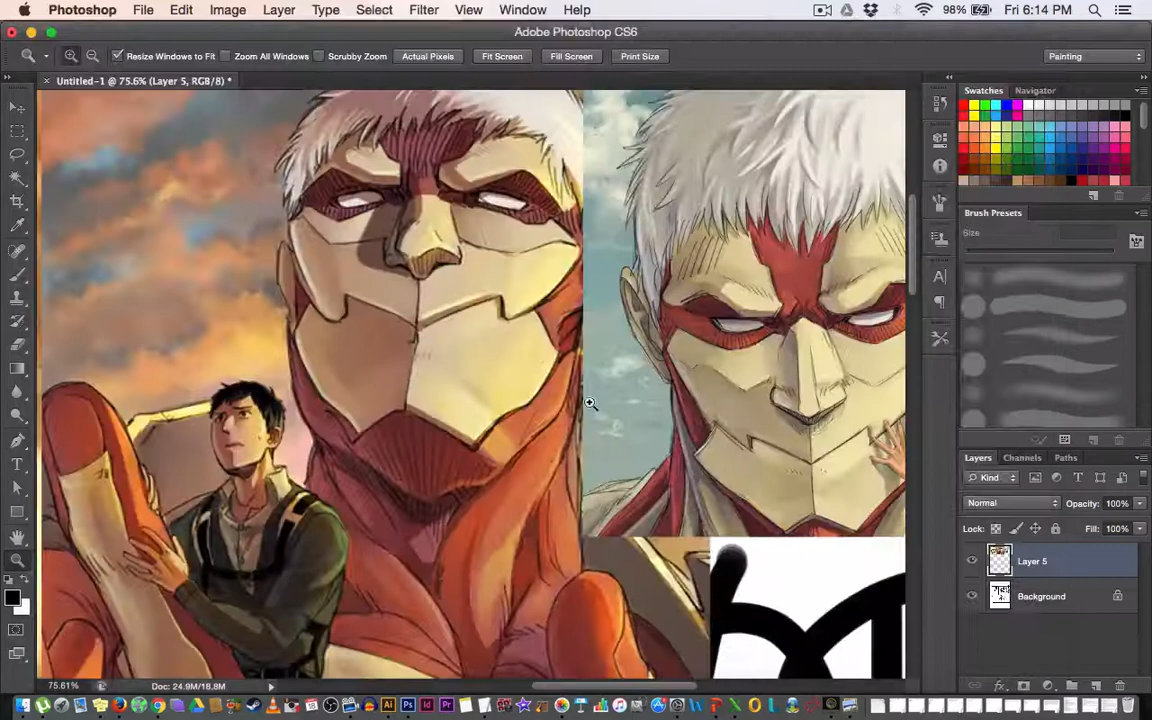 Photoshop File Edit Image Layer Type Select Filter View Window Help 98% Fri 6:14 PM
Adobe Photoshop CS6
Resize Windows to Fit Zoom All Windows Scrubby Zoom Actual Pixels Fit Screen Fill Screen Print Size Painting
Untitled-1 @ 75.6% (Layer 5, RGB/8) *
Swatches Navigator
Brush Presets
Size
Layers Channels Paths
Kind
Normal Opacity: 100%
Lock: Fill: 100%
Layer 5
Background
75.61% Doc: 24.9M/18.8M